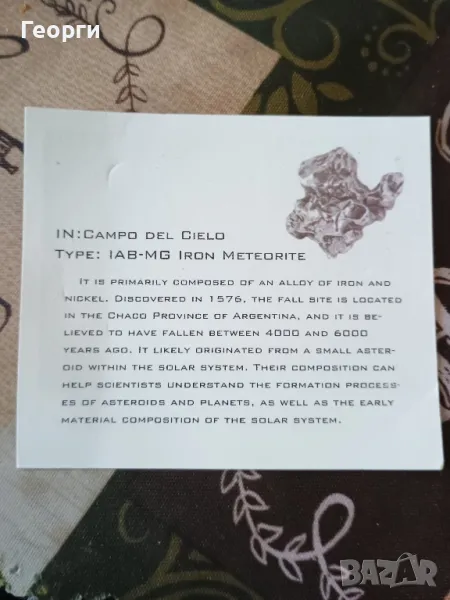 Георги
IN:CAMPO DEL CIELO
TYPE: IAB-MG IRON METEORITE
IT IS PRIMARILY COMPOSED OF AN ALLOY OF IRON AND
NICKEL. DISCOVERED IN 1576, THE FALL SITE IS LOCATED
IN THE CHACO PROVINCE OF ARGENTINA, AND IT IS BE-
LIEVED TO HAVE FALLEN BETWEEN 4000 AND 6000
YEARS AGO. IT LIKELY ORIGINATED FROM A SMALL ASTER-
OID WITHIN THE SOLAR SYSTEM. THEIR COMPOSITION CAN
HELP SCIENTISTS UNDERSTAND THE FORMATION PROCESS-
ES OF ASTEROIDS AND PLANETS, AS WELL AS THE EARLY
MATERIAL COMPOSITION OF THE SOLAR SYSTEM.
BAZAR